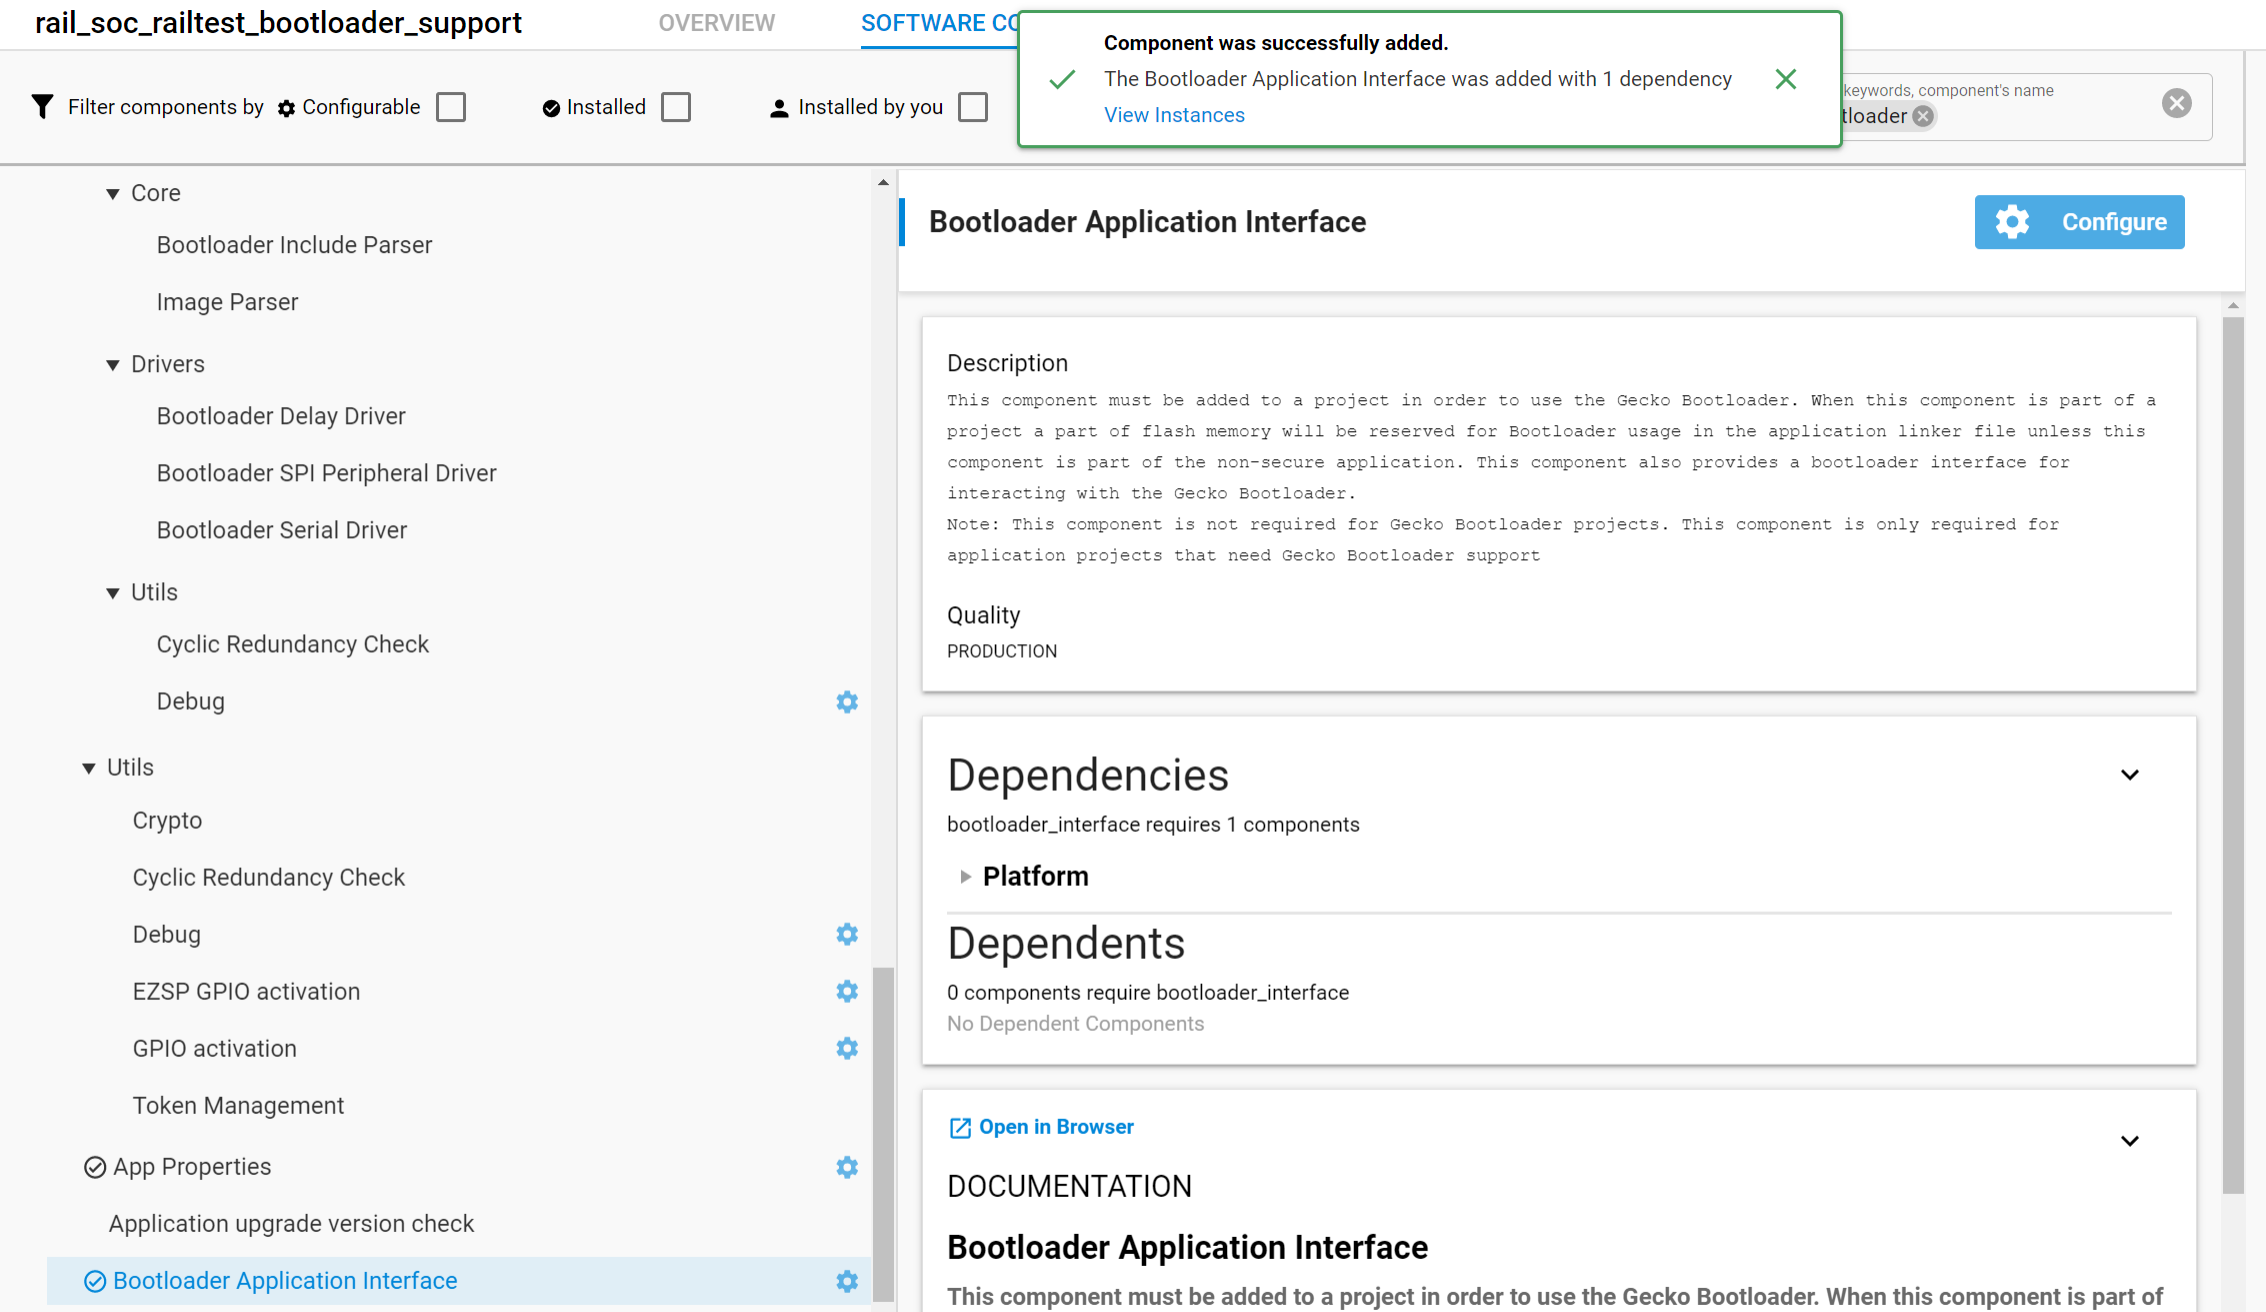 rail_soc_railtest_bootloader_support
OVERVIEW
SOFTWARE CO
Component was successfully added.
The Bootloader Application Interface was added with 1 dependency
View Instances
Filter components by
Configurable
Installed
Installed by you
keywords, component's name
tloader
Core
Bootloader Include Parser
Image Parser
Drivers
Bootloader Delay Driver
Bootloader SPI Peripheral Driver
Bootloader Serial Driver
Utils
Cyclic Redundancy Check
Debug
Utils
Crypto
Cyclic Redundancy Check
Debug
EZSP GPIO activation
GPIO activation
Token Management
App Properties
Application upgrade version check
Bootloader Application Interface
Bootloader Application Interface
Configure
Description
This component must be added to a project in order to use the Gecko Bootloader. When this component is part of a
project a part of flash memory will be reserved for Bootloader usage in the application linker file unless this
component is part of the non-secure application. This component also provides a bootloader interface for
interacting with the Gecko Bootloader.
Note: This component is not required for Gecko Bootloader projects. This component is only required for
application projects that need Gecko Bootloader support
Quality
PRODUCTION
Dependencies
bootloader_interface requires 1 components
Platform
Dependents
0 components require bootloader_interface
No Dependent Components
Open in Browser
DOCUMENTATION
Bootloader Application Interface
This component must be added to a project in order to use the Gecko Bootloader. When this component is part of